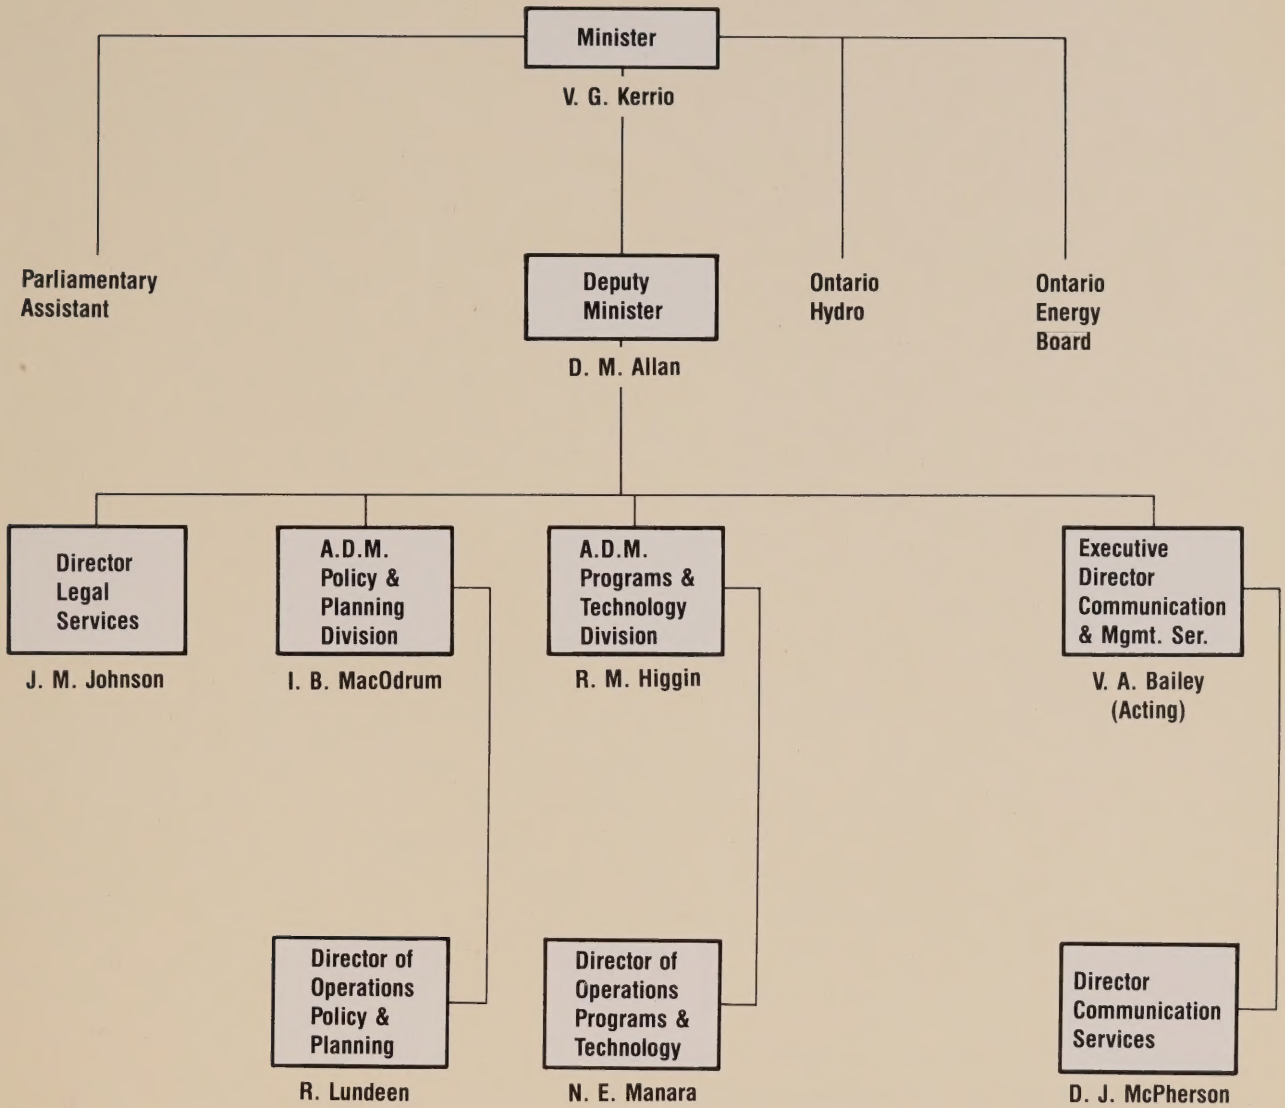 Minister
V. G. Kerrio
Parliamentary
Assistant
Deputy
Minister
D. M. Allan
Ontario
Hydro
Ontario
Energy
Board
Director
Legal
Services
J. M. Johnson
A.D.M.
Policy &
Planning
Division
I. B. MacOdrum
A.D.M.
Programs &
Technology
Division
R. M. Higgin
Executive
Director
Communication
& Mgmt. Ser.
V. A. Bailey
(Acting)
Director of
Operations
Policy &
Planning
R. Lundeen
Director of
Operations
Programs &
Technology
N. E. Manara
Director
Communication
Services
D. J. McPherson